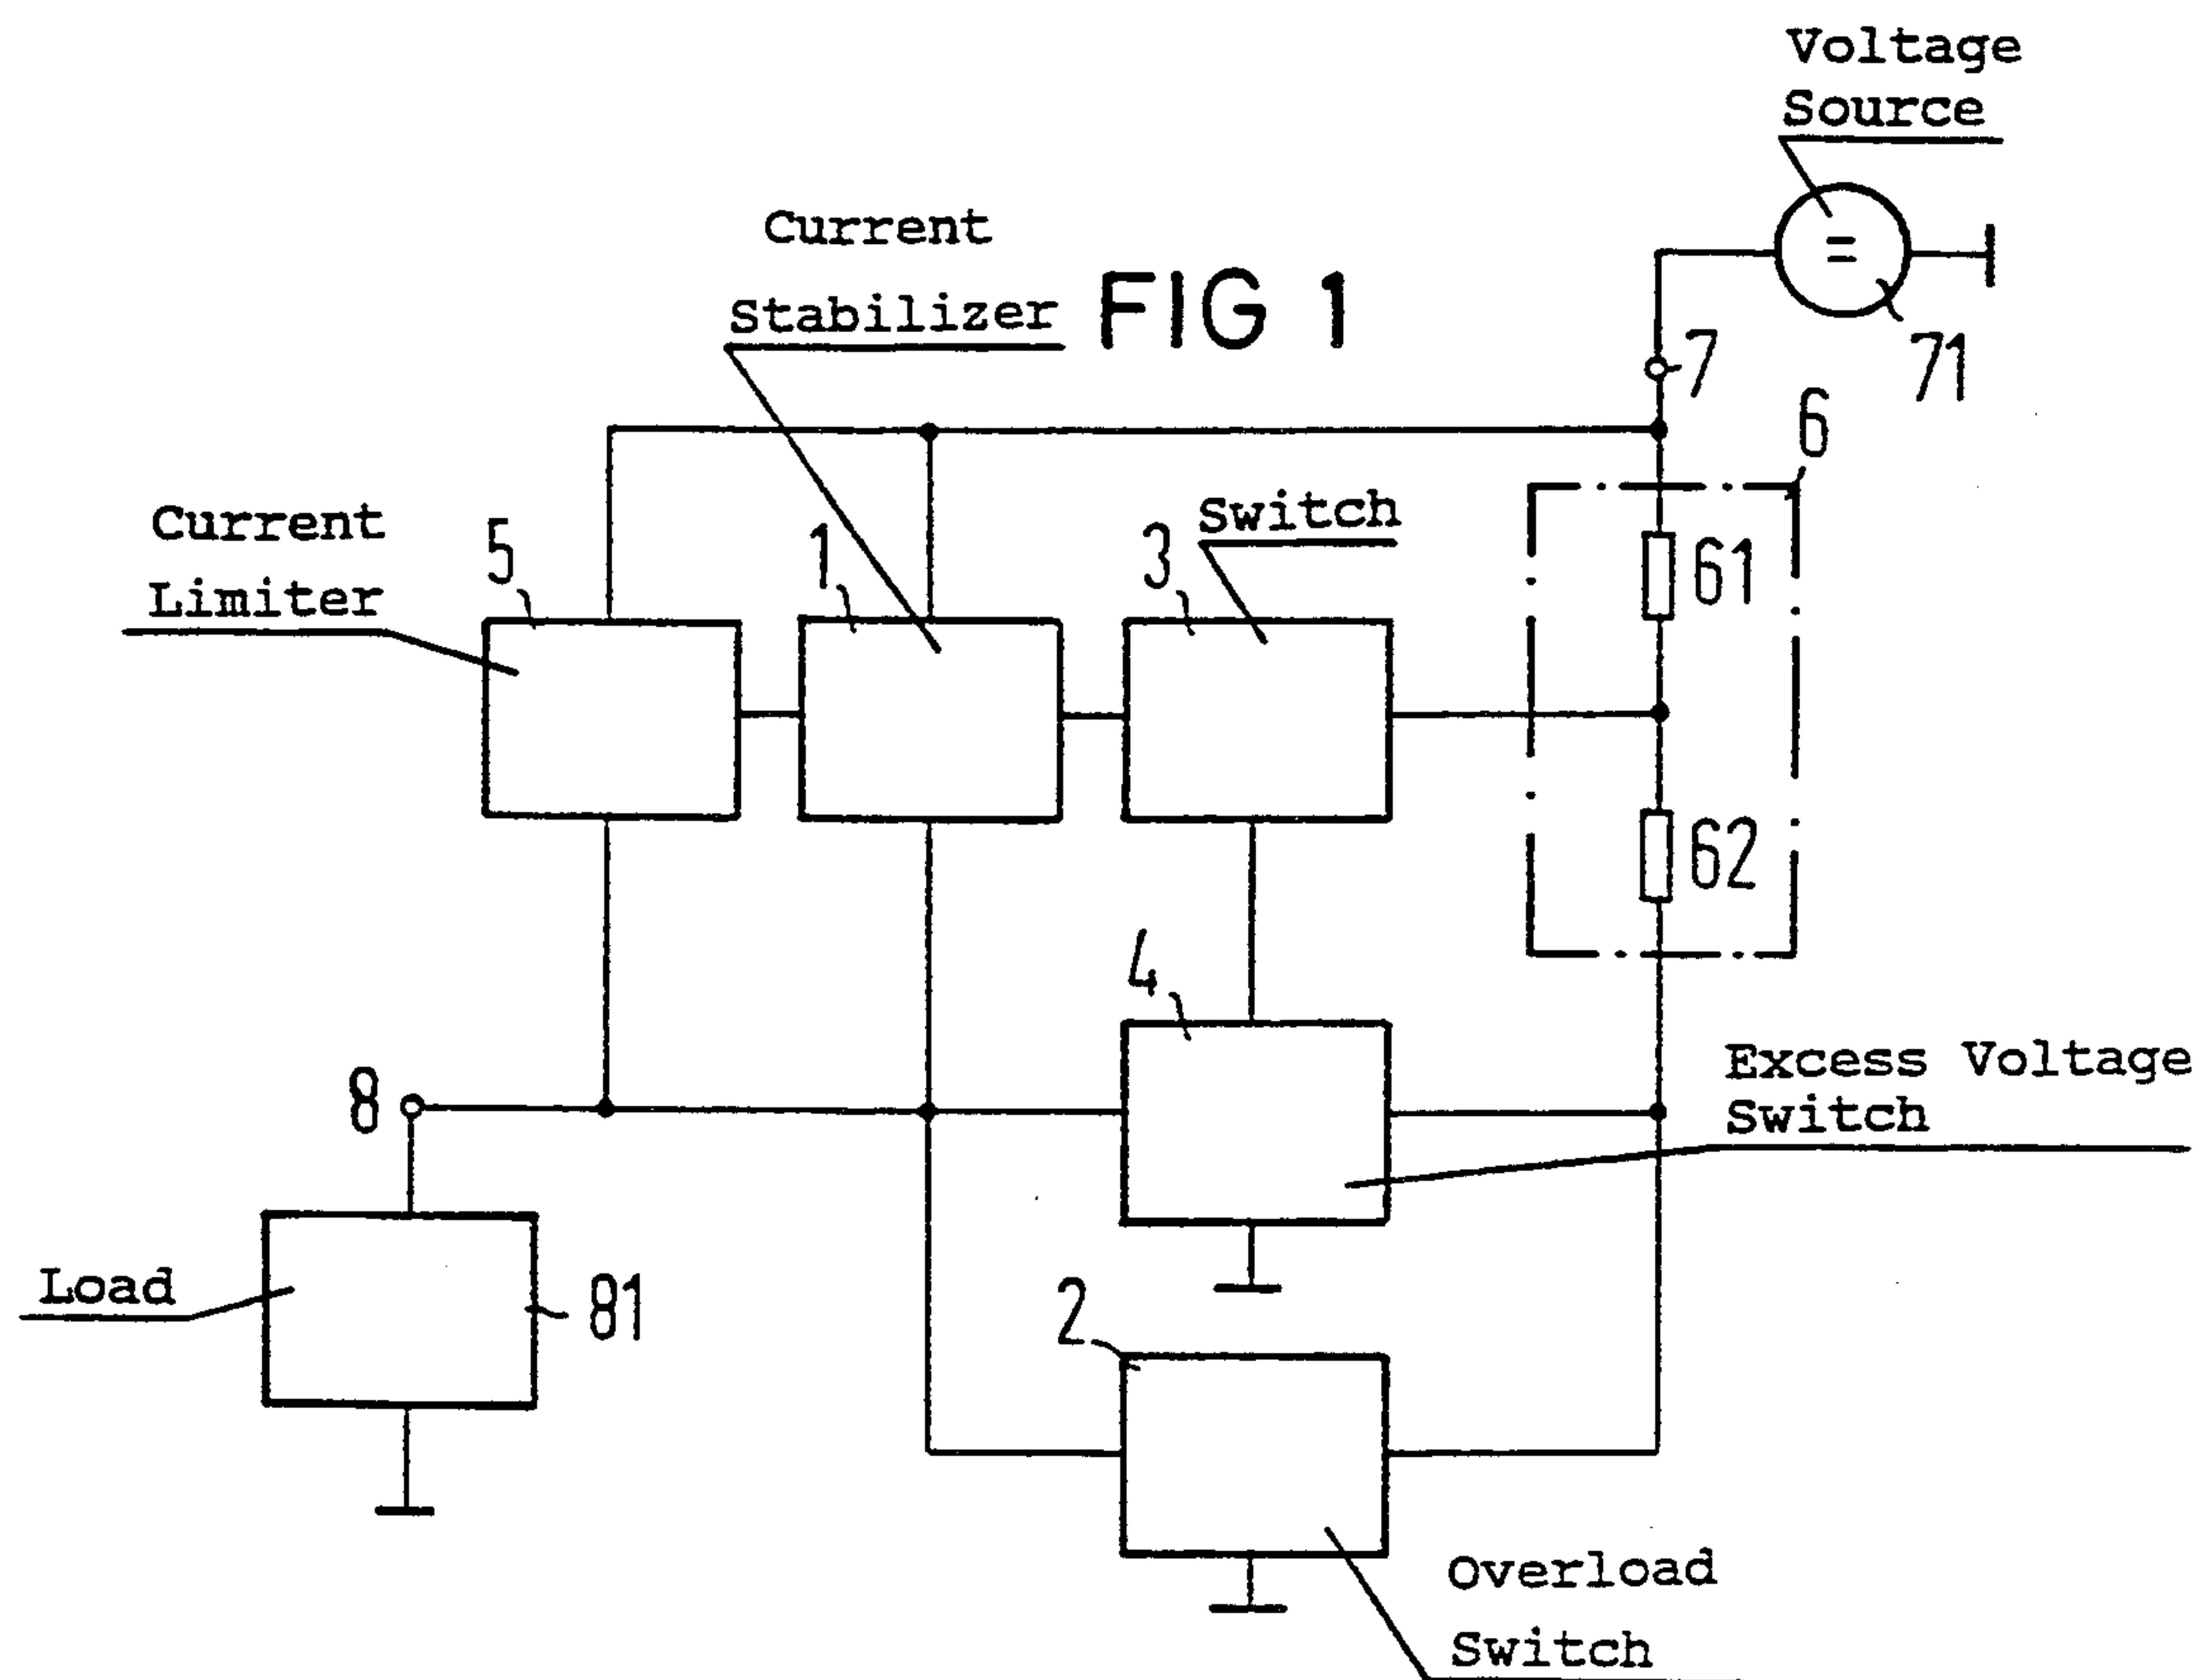 Voltage
Source
71
Current
Stabilizer
FIG 1
7
6
Current
Limiter
5
1
3
Switch
61
62
4
Excess Voltage
Switch
8
Load
81
2
Overload
Switch